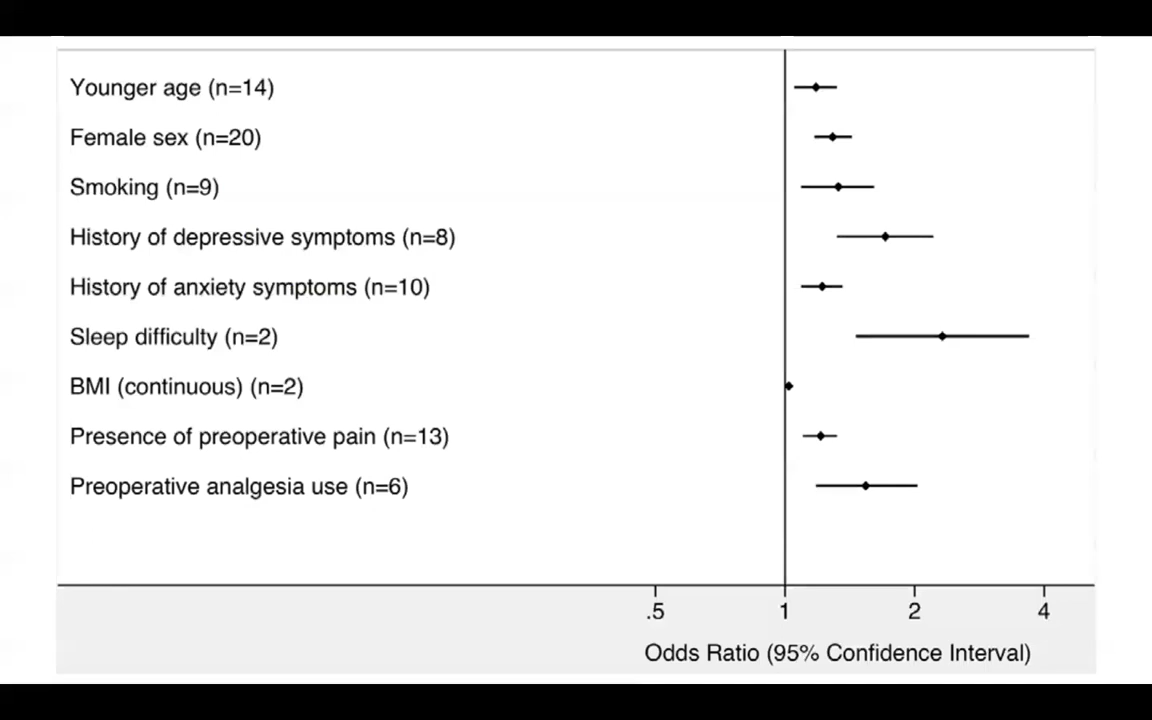 Younger age (n=14)
Female sex (n=20)
Smoking (n=9)
History of depressive symptoms (n=8)
History of anxiety symptoms (n=10)
Sleep difficulty (n=2)
BMI (continuous) (n=2)
Presence of preoperative pain (n=13)
Preoperative analgesia use (n=6)
.5 1 2 4
Odds Ratio (95% Confidence Interval)